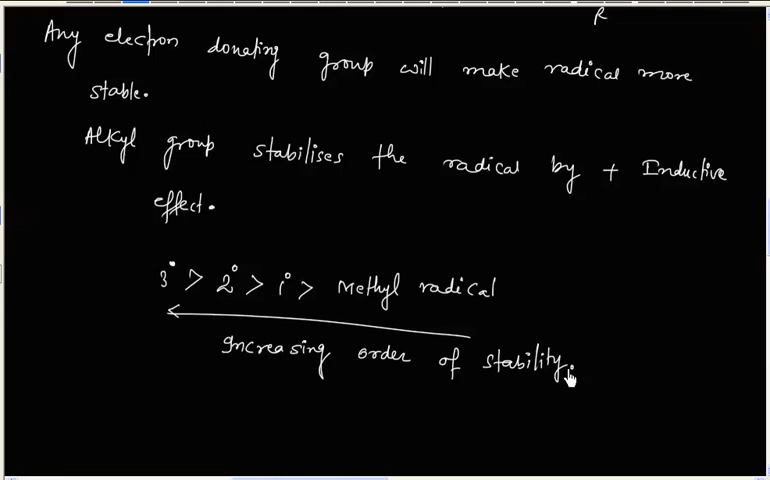 R
Any electron donating group will make radical more
stable.
Alkyl group stabilises the radical by + Inductive
effect.
3° > 2° > 1° > Methyl radical
Increasing order of stability.